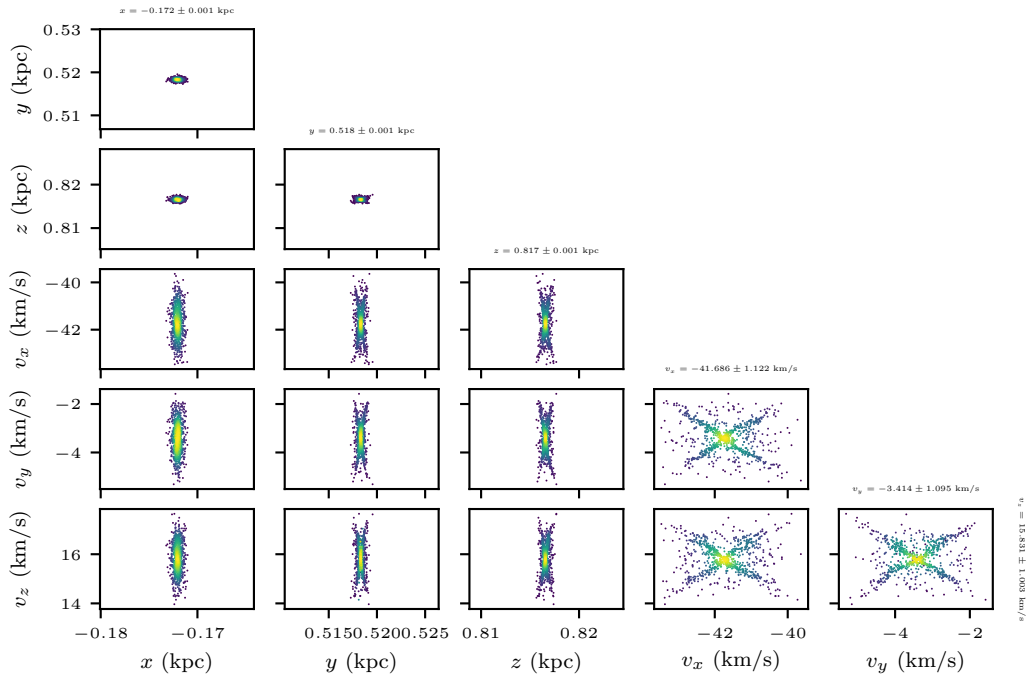 x = −0.172 ± 0.001 kpc
0.53
0.52
0.51
y (kpc)
y = 0.518 ± 0.001 kpc
0.82
0.81
z (kpc)
z = 0.817 ± 0.001 kpc
−40
−42
v_x (km/s)
v_x = −41.686 ± 1.122 km/s
−2
−4
v_y (km/s)
v_y = −3.414 ± 1.095 km/s
v_z = 15.831 ± 1.003 km/s
16
14
v_z (km/s)
−0.18 −0.17 0.515 0.520 0.525 0.81 0.82 −42 −40 −4 −2
x (kpc) y (kpc) z (kpc) v_x (km/s) v_y (km/s)